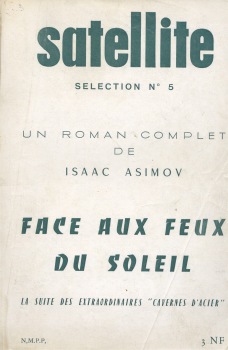 satellite
SELECTION N° 5
UN ROMAN COMPLET
DE
ISAAC ASIMOV
FACE AUX FEUX
DU SOLEIL
LA SUITE DES EXTRAORDINAIRES "CAVERNES D'ACIER"
N.M.P.P.
3 NF